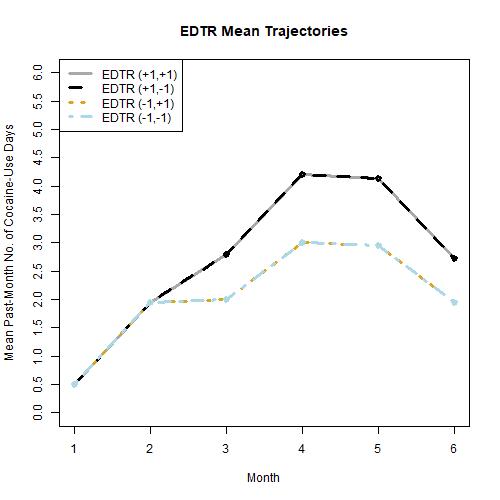 EDTR Mean Trajectories
EDTR (+1,+1)
EDTR (+1,-1)
EDTR (-1,+1)
EDTR (-1,-1)
Mean Past-Month No. of Cocaine-Use Days
6.0
5.5
5.0
4.5
4.0
3.5
3.0
2.5
2.0
1.5
1.0
0.5
0.0
1 2 3 4 5 6
Month